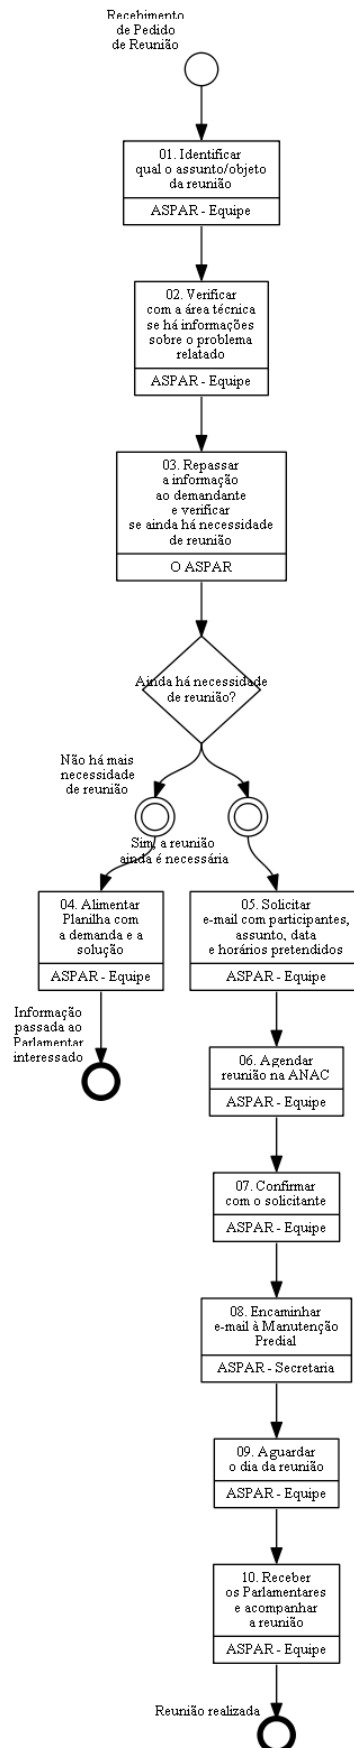 Recebimento
de Pedido
de Reunião
01. Identificar
qual o assunto/objeto
da reunião
ASPAR - Equipe
02. Verificar
com a área técnica
se há informações
sobre o problema
relatado
ASPAR - Equipe
03. Repassar
a informação
ao demandante
e verificar
se ainda há necessidade
de reunião
O ASPAR
Ainda há necessidade
de reunião?
Não há mais
necessidade
de reunião
Sim, a reunião
ainda é necessária
04. Alimentar
Planilha com
a demanda e a
solução
ASPAR - Equipe
05. Solicitar
e-mail com participantes,
assunto, data
e horários pretendidos
ASPAR - Equipe
Informação
passada ao
Parlamentar
interessado
06. Agendar
reunião na ANAC
ASPAR - Equipe
07. Confirmar
com o solicitante
ASPAR - Equipe
08. Encaminhar
e-mail à Manutenção
Predial
ASPAR - Secretaria
09. Aguardar
o dia da reunião
ASPAR - Equipe
10. Receber
os Parlamentares
e acompanhar
a reunião
ASPAR - Equipe
Reunião realizada